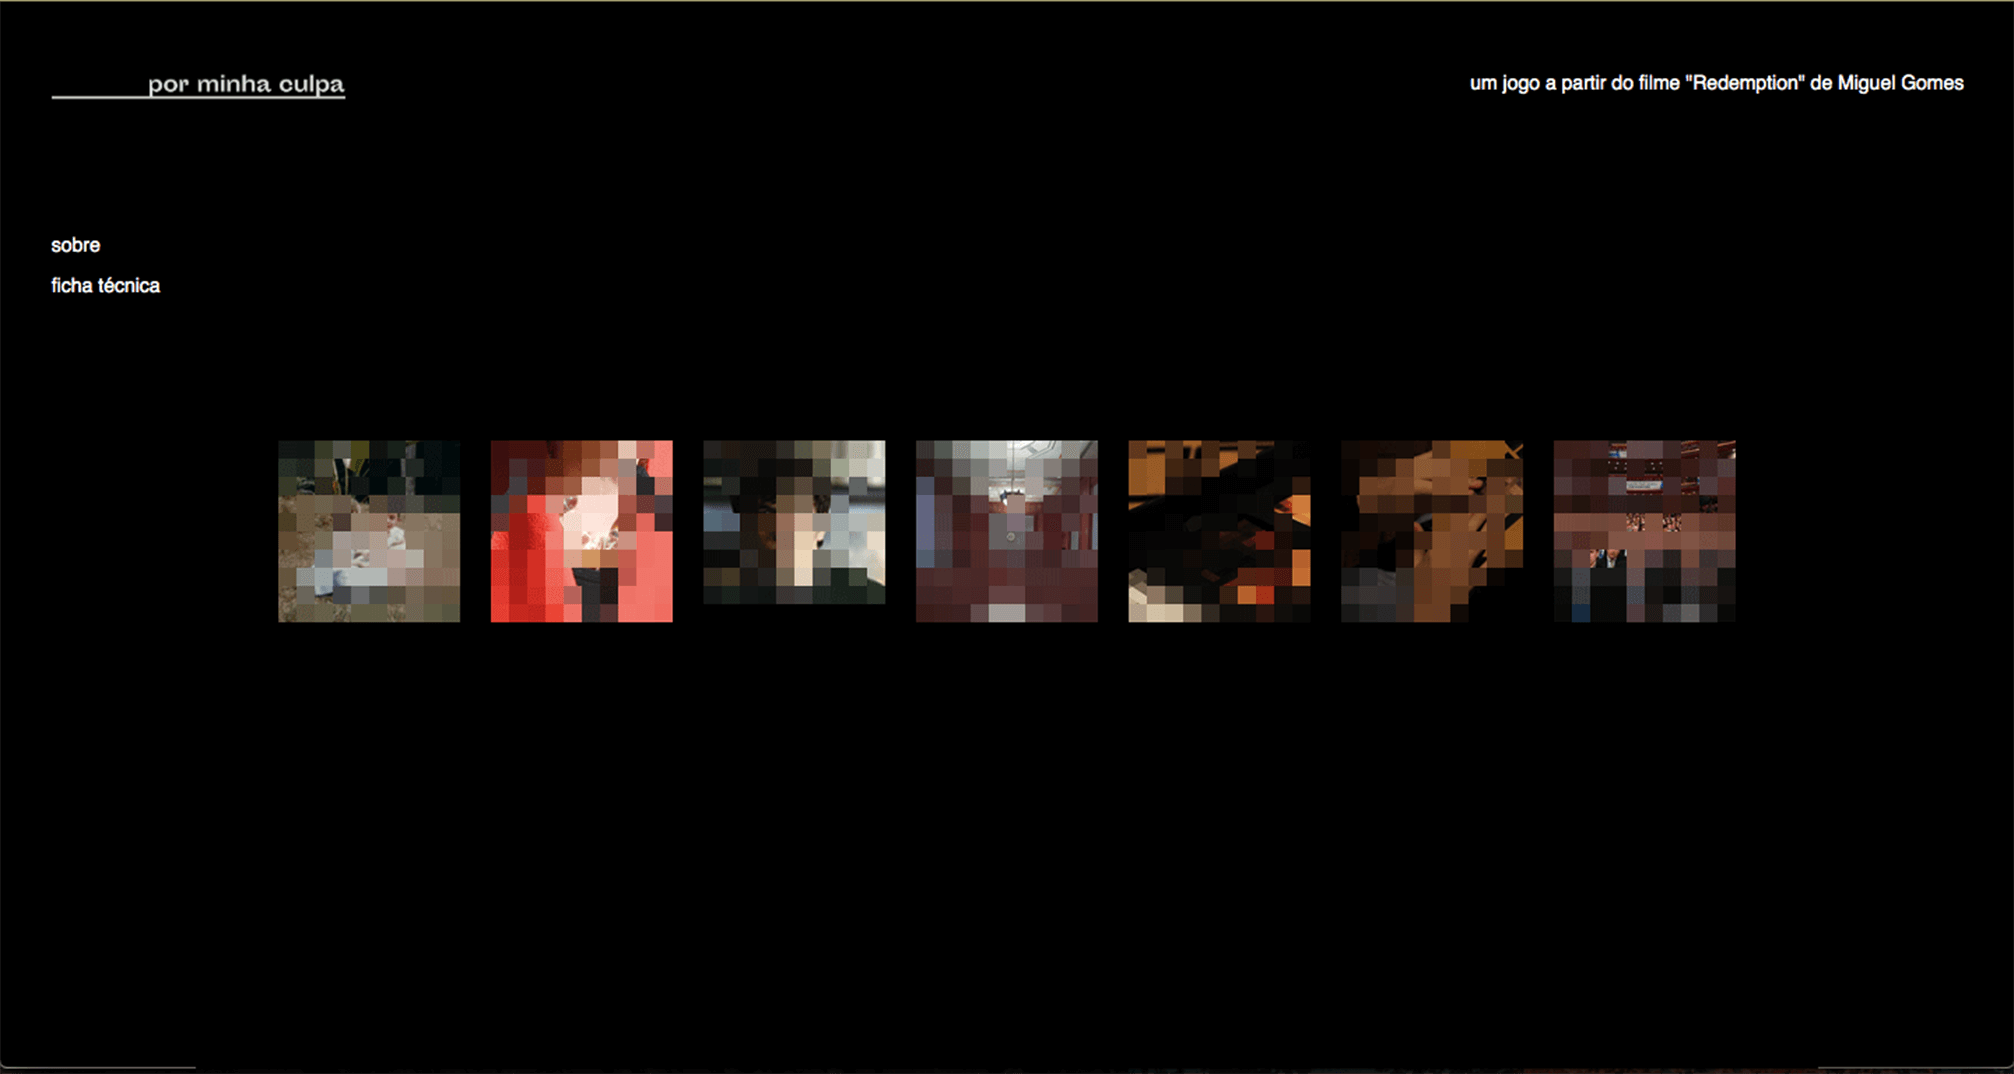 por minha culpa
um jogo a partir do filme "Redemption" de Miguel Gomes
sobre
ficha técnica